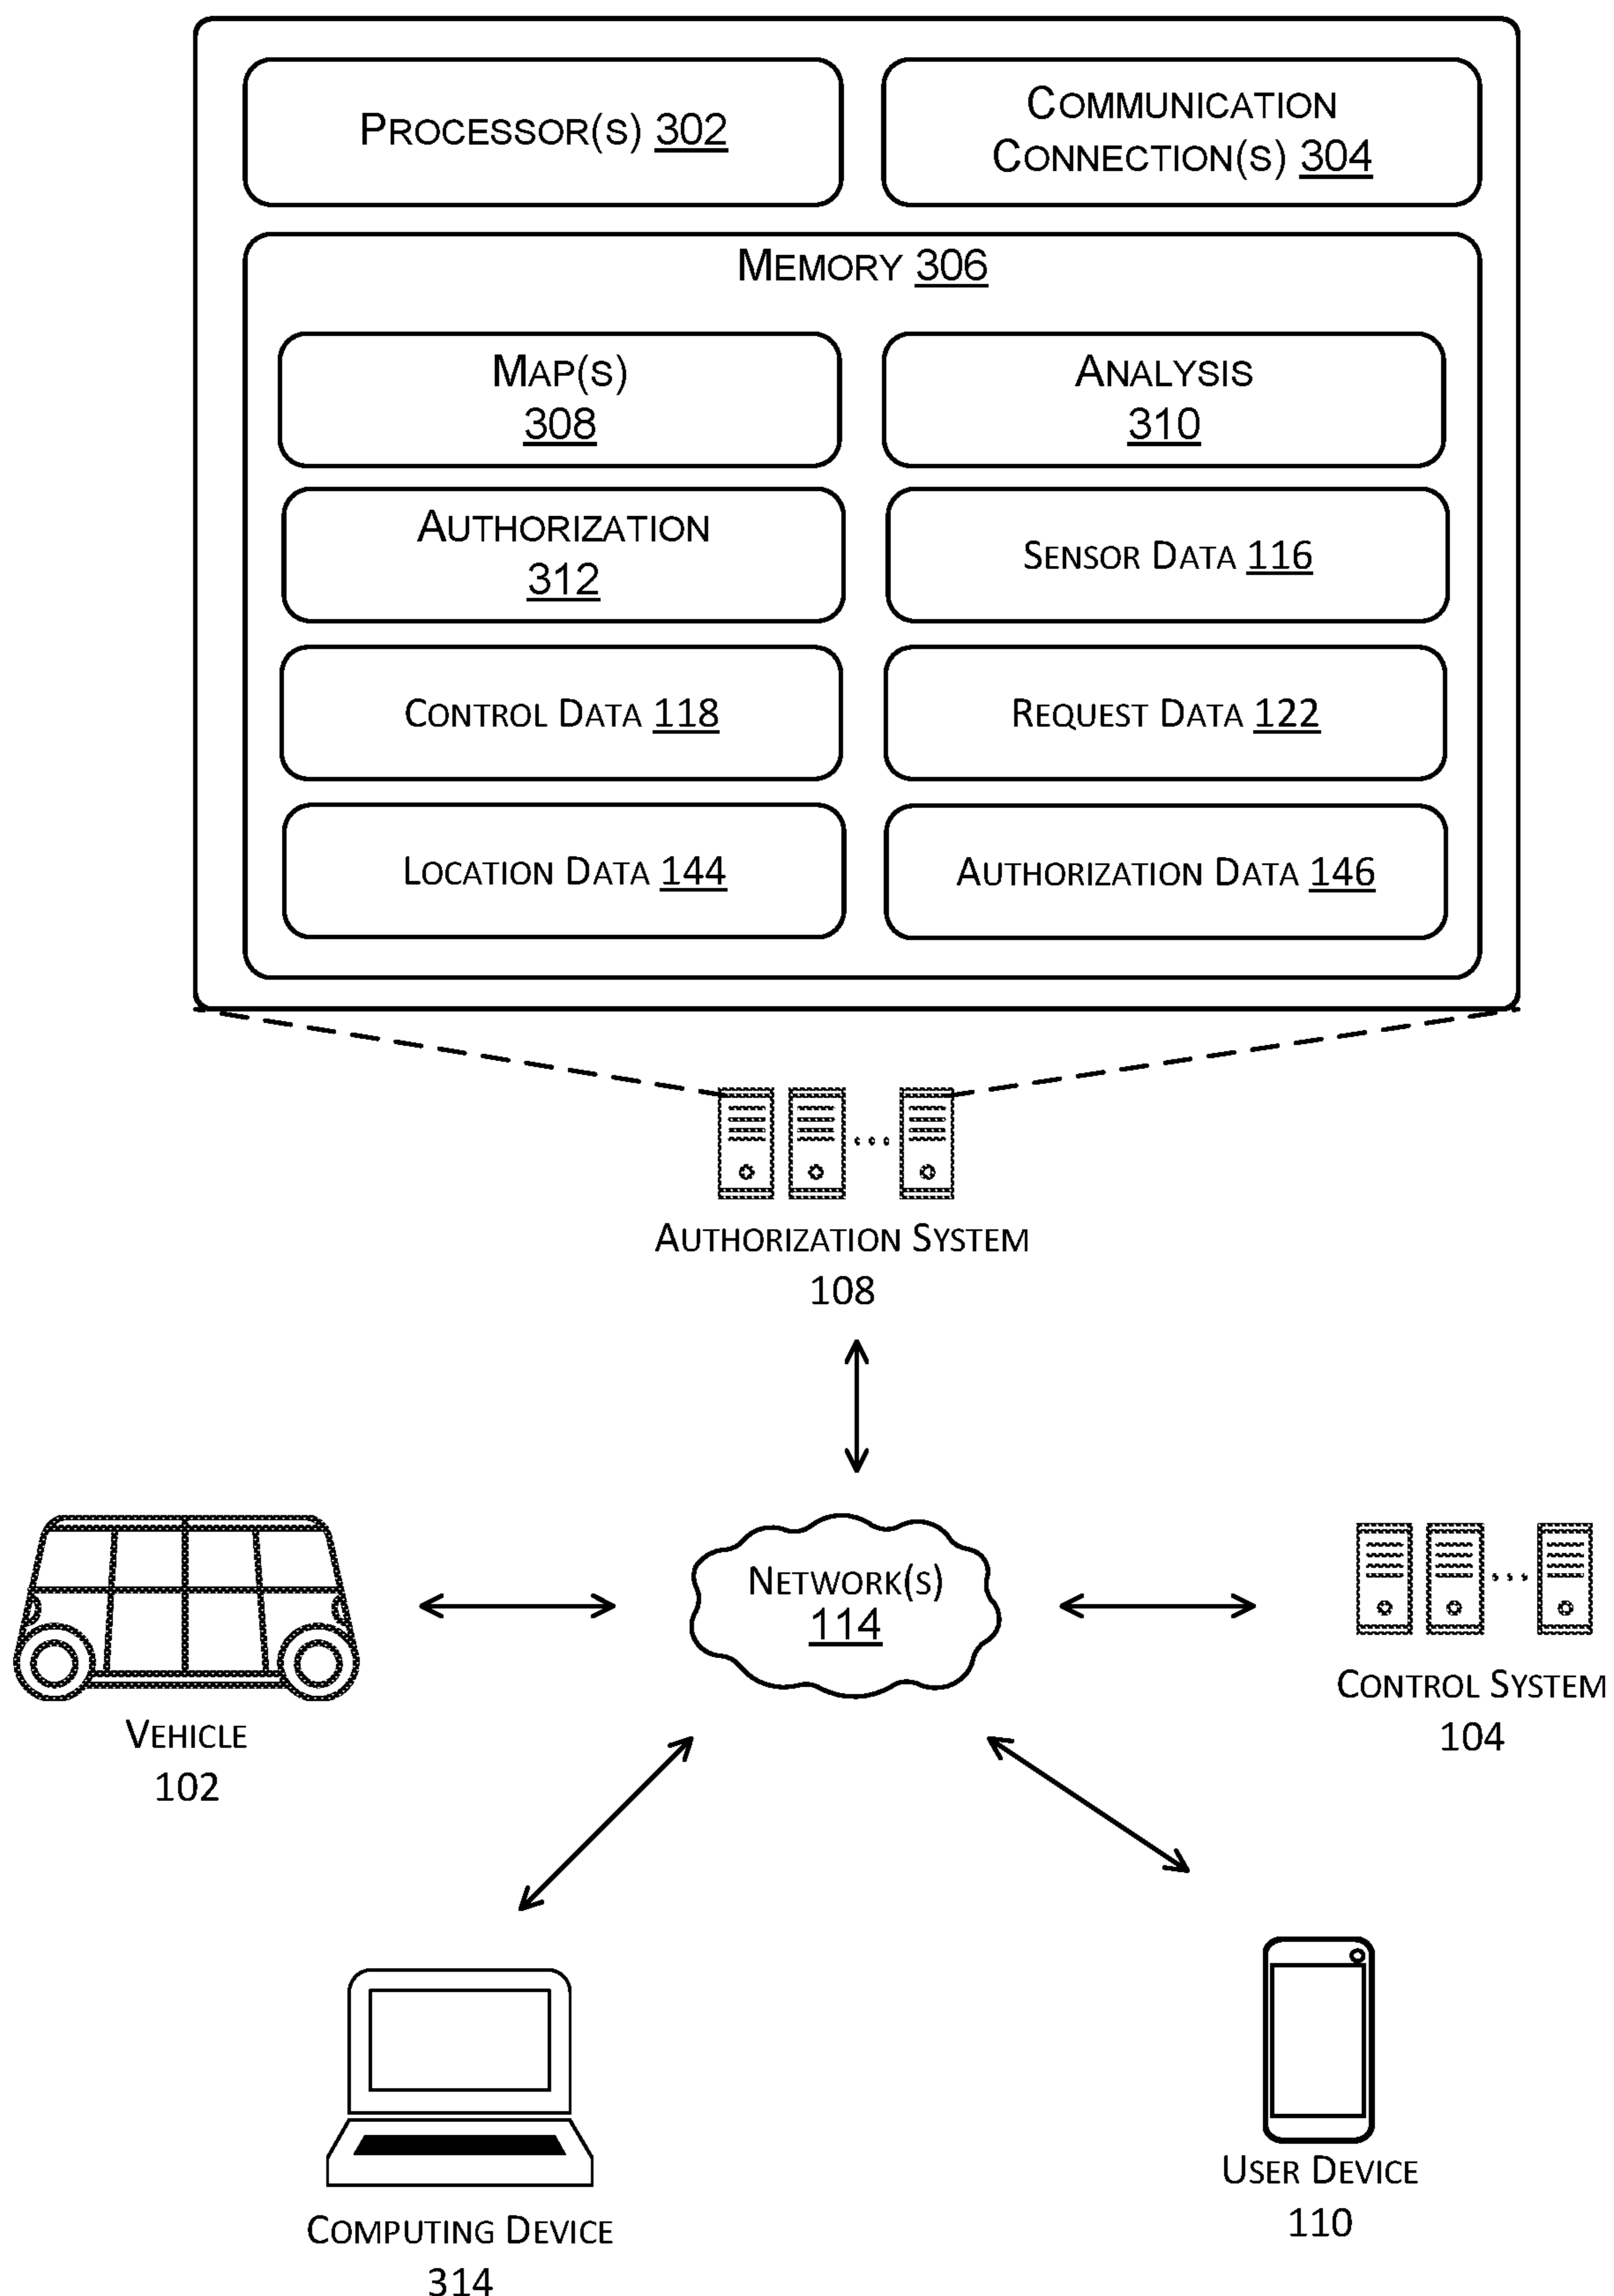 PROCESSOR(S) 302
COMMUNICATION
CONNECTION(S) 304
MEMORY 306
MAP(S)
308
ANALYSIS
310
AUTHORIZATION
312
SENSOR DATA 116
CONTROL DATA 118
REQUEST DATA 122
LOCATION DATA 144
AUTHORIZATION DATA 146
...
AUTHORIZATION SYSTEM
108
NETWORK(S)
114
...
VEHICLE
102
CONTROL SYSTEM
104
COMPUTING DEVICE
314
USER DEVICE
110